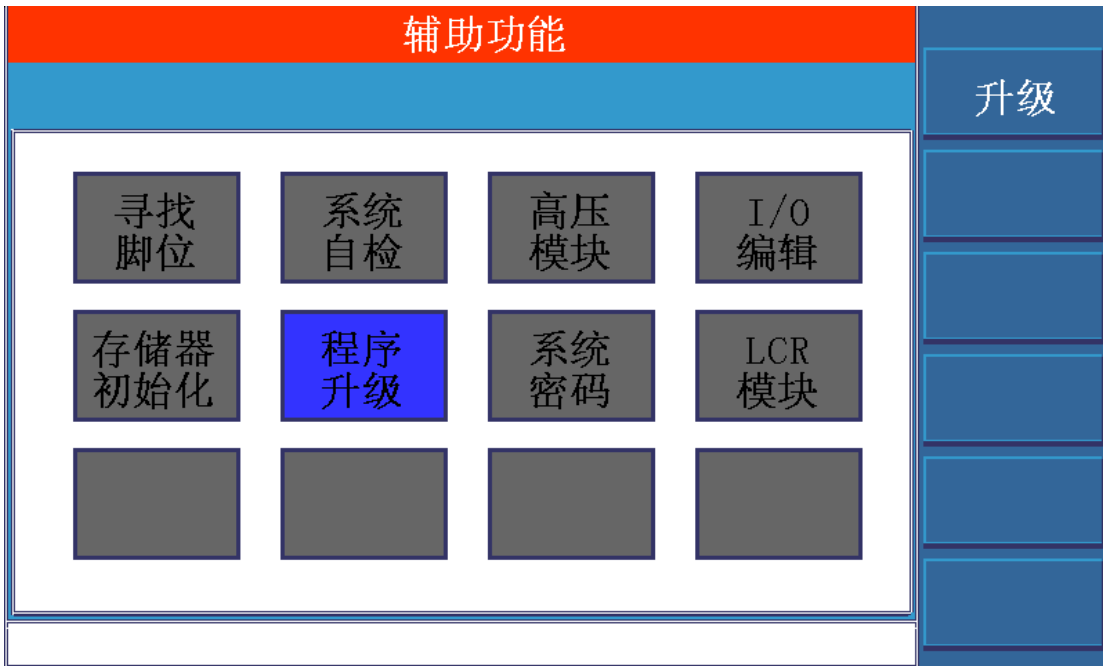 辅助功能
升级
寻找
脚位
系统
自检
高压
模块
I/O
编辑
存储器
初始化
程序
升级
系统
密码
LCR
模块